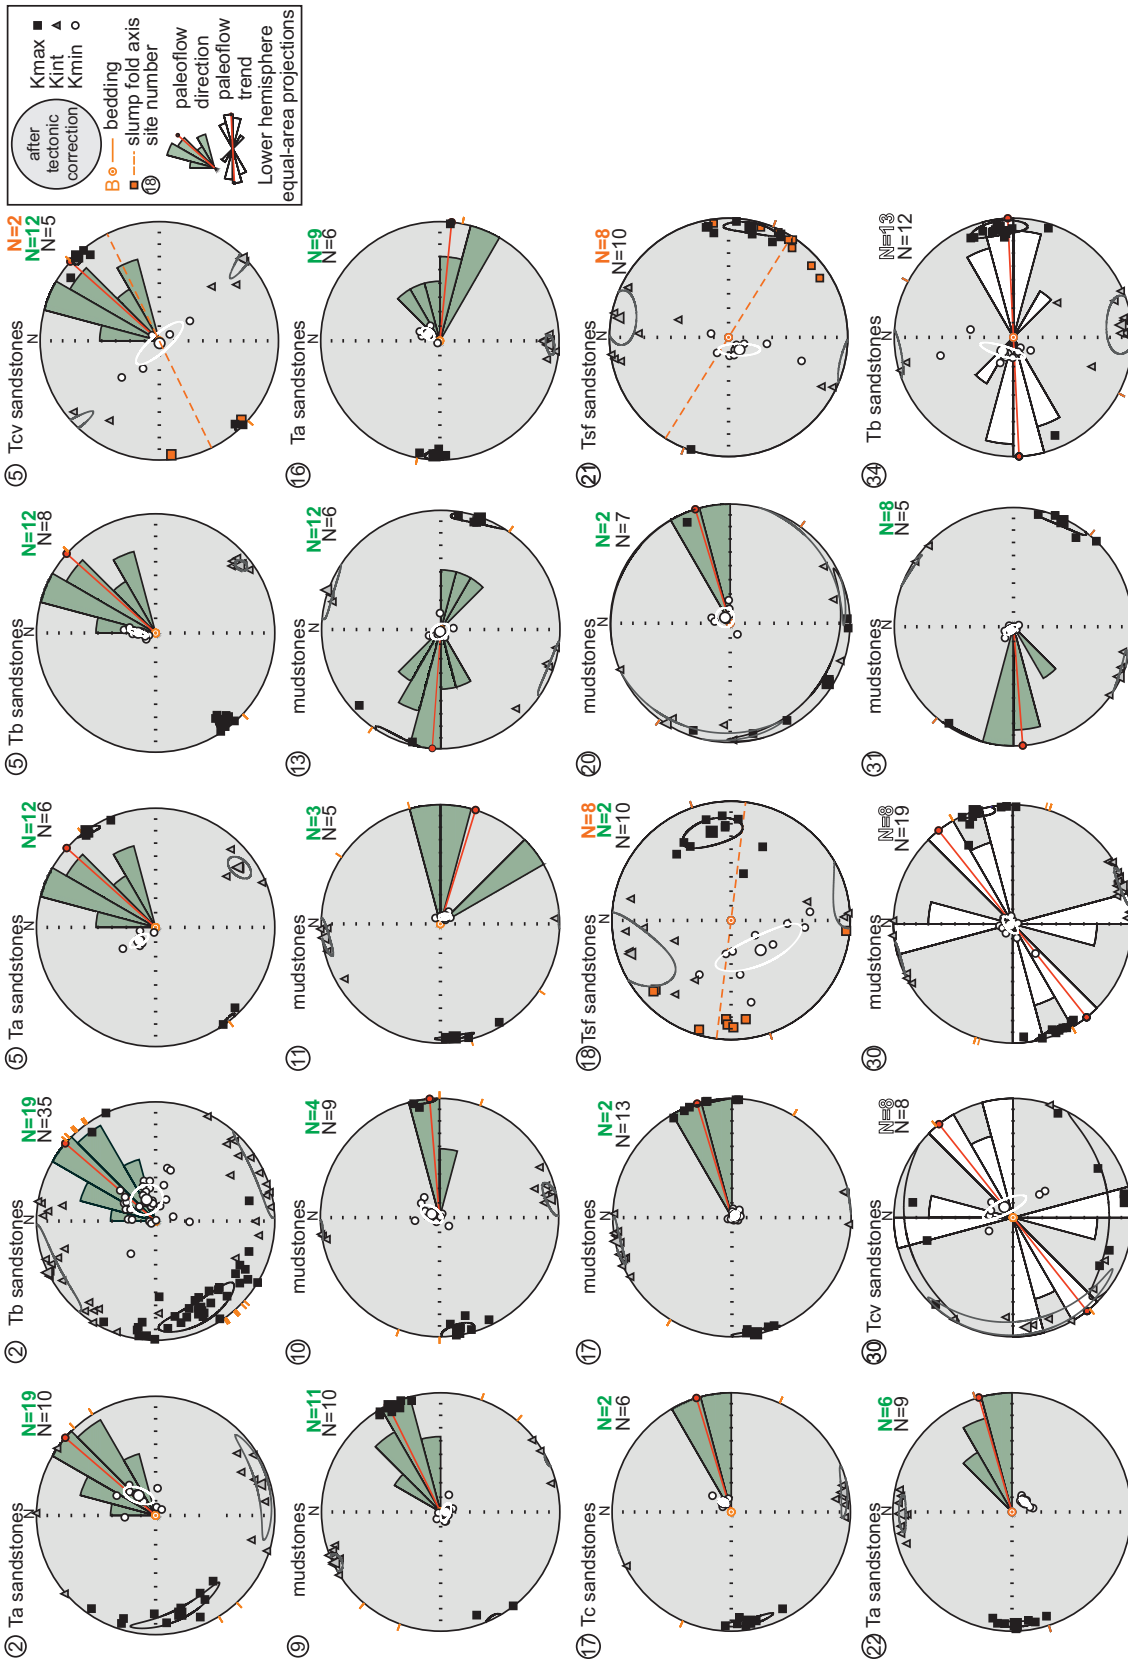 ② Ta sandstones
N=19
N=10
N
② Tb sandstones
N=19
N=35
N
⑤ Ta sandstones
N=12
N=6
N
⑤ Tb sandstones
N=12
N=8
N
⑤ Tcv sandstones
N=2
N=12
N=5
N
after
tectonic
correction
Kmax
Kint
Kmin
B bedding
slump fold axis
⑱ site number
paleoflow
direction
paleoflow
trend
Lower hemisphere
equal-area projections
⑨ mudstones
N=11
N=10
N
⑩ mudstones
N=4
N=9
N
⑪ mudstones
N=3
N=5
N
⑬ mudstones
N=12
N=6
N
⑯ Ta sandstones
N=9
N=6
N
⑰ Tc sandstones
N=2
N=6
N
⑰ mudstones
N=2
N=13
N
⑱ Tsf sandstones
N=8
N=2
N=10
N
⑳ mudstones
N=2
N=7
N
㉑ Tsf sandstones
N=8
N=10
N
㉒ Ta sandstones
N=6
N=9
N
㉚ Tcv sandstones
N=8
N=8
N
㉚ mudstones
N=8
N=19
N
㉛ mudstones
N=8
N=5
N
㉞ Tb sandstones
N=13
N=12
N